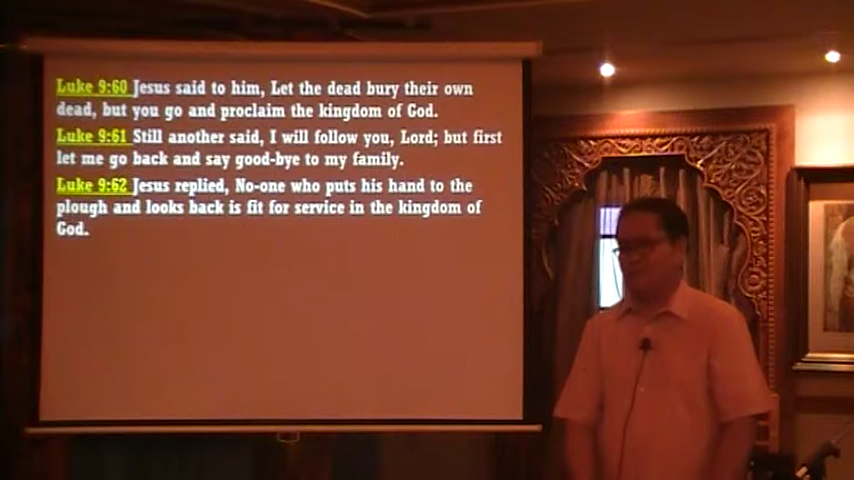 Luke 9:60 Jesus said to him, Let the dead bury their own
dead, but you go and proclaim the kingdom of God.
Luke 9:61 Still another said, I will follow you, Lord; but first
let me go back and say good-bye to my family.
Luke 9:62 Jesus replied, No-one who puts his hand to the
plough and looks back is fit for service in the kingdom of
God.